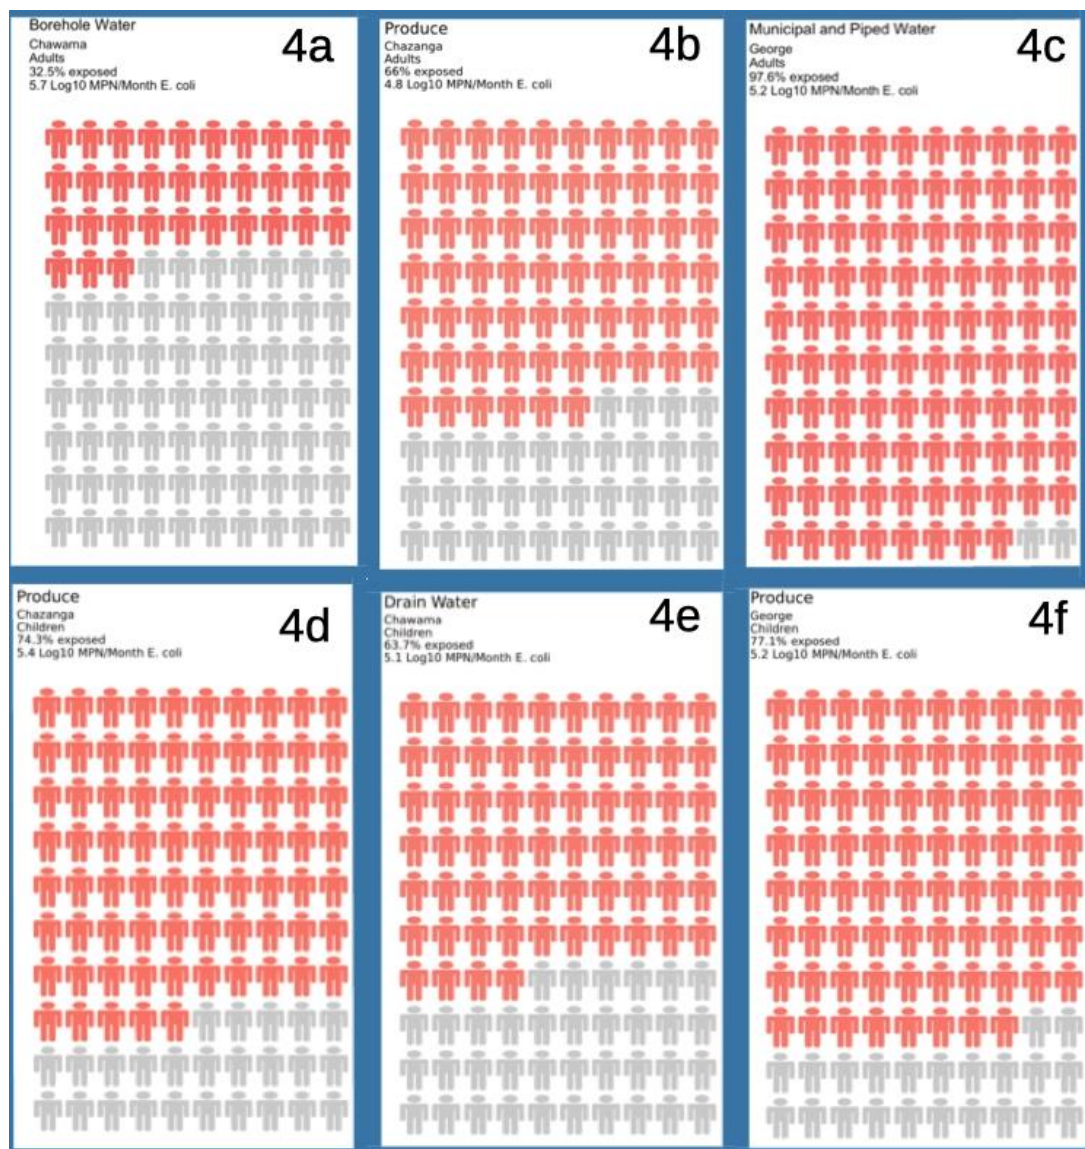 Borehole Water
Chawama
Adults
32.5% exposed
5.7 Log10 MPN/Month E. coli
4a
Produce
Chazanga
Adults
66% exposed
4.8 Log10 MPN/Month E. coli
4b
Municipal and Piped Water
George
Adults
97.6% exposed
5.2 Log10 MPN/Month E. coli
4c
Produce
Chazanga
Children
74.3% exposed
5.4 Log10 MPN/Month E. coli
4d
Drain Water
Chawama
Children
63.7% exposed
5.1 Log10 MPN/Month E. coli
4e
Produce
George
Children
77.1% exposed
5.2 Log10 MPN/Month E. coli
4f